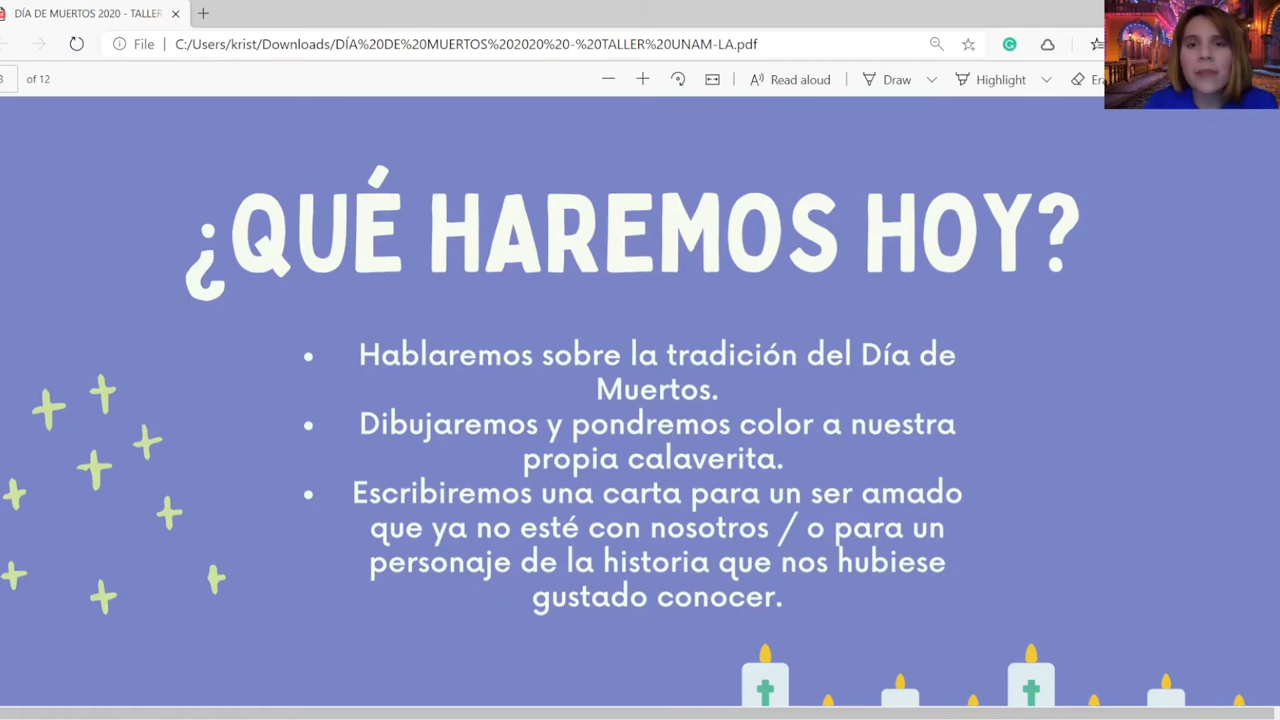 DÍA DE MUERTOS 2020 - TALLER
File
C:/Users/krist/Downloads/DÍA%20DE%20MUERTOS%202020%20-%20TALLER%20UNAM-LA.pdf
of 12
Read aloud
Draw
Highlight
¿QUÉ HAREMOS HOY?
• Hablaremos sobre la tradición del Día de
Muertos.
• Dibujaremos y pondremos color a nuestra
propia calaverita.
• Escribiremos una carta para un ser amado
que ya no esté con nosotros / o para un
personaje de la historia que nos hubiese
gustado conocer.